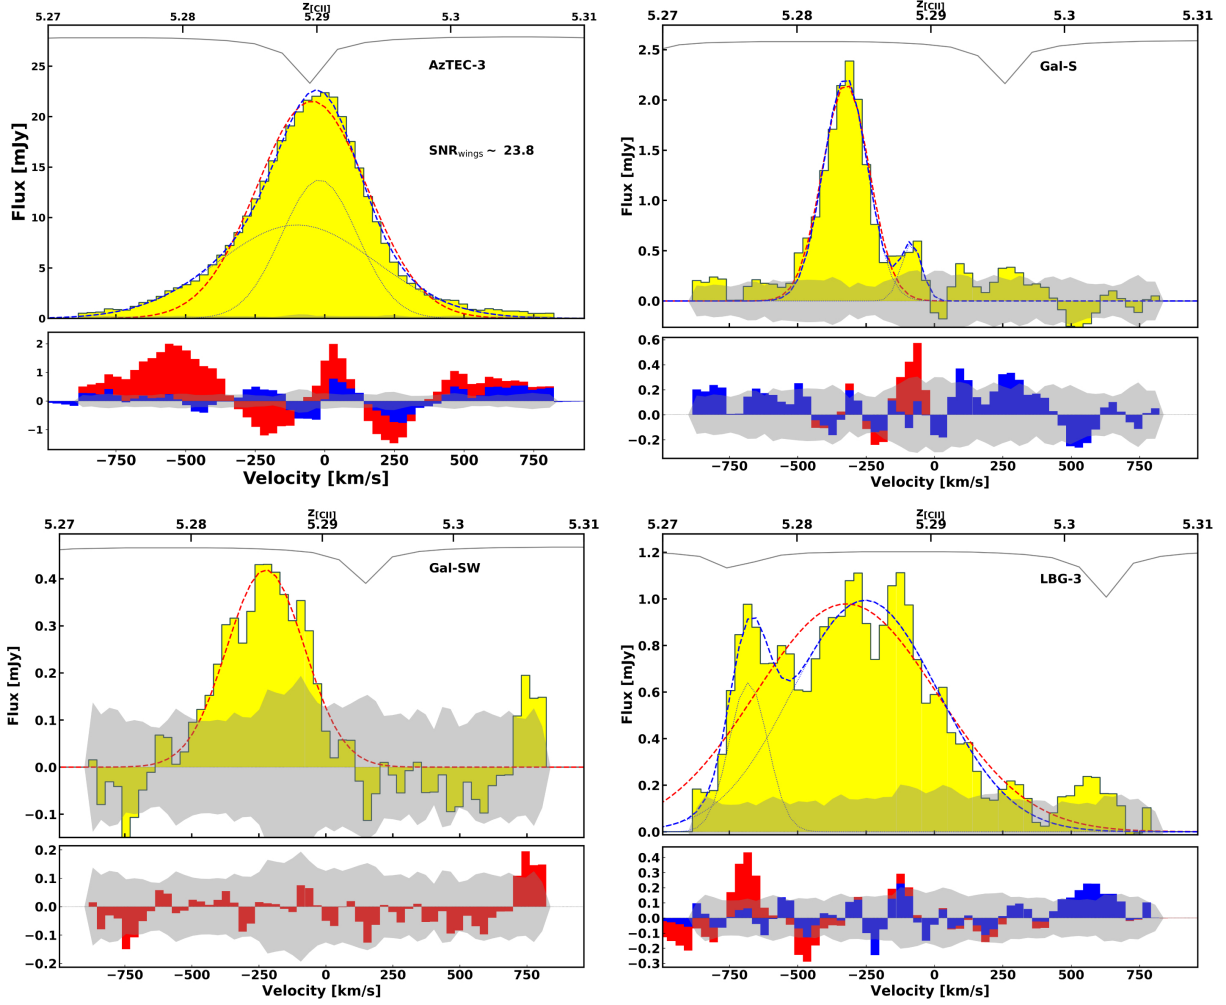 z[CII]
5.27 5.28 5.29 5.3 5.31
AzTEC-3
SNRwings ~ 23.8
Flux [mJy]
25
20
15
10
5
0
2
1
0
−1
−750 −500 −250 0 250 500 750
Velocity [km/s]
z[CII]
5.27 5.28 5.29 5.3 5.31
Gal-S
Flux [mJy]
2.5
2.0
1.5
1.0
0.5
0.0
0.6
0.4
0.2
0.0
−0.2
−750 −500 −250 0 250 500 750
Velocity [km/s]
z[CII]
5.27 5.28 5.29 5.3 5.31
Gal-SW
Flux [mJy]
0.4
0.3
0.2
0.1
0.0
−0.1
0.2
0.1
0.0
−0.1
−0.2
−750 −500 −250 0 250 500 750
Velocity [km/s]
z[CII]
5.27 5.28 5.29 5.3 5.31
LBG-3
Flux [mJy]
1.2
1.0
0.8
0.6
0.4
0.2
0.0
0.4
0.3
0.2
0.1
0.0
−0.1
−0.2
−0.3
−750 −500 −250 0 250 500 750
Velocity [km/s]